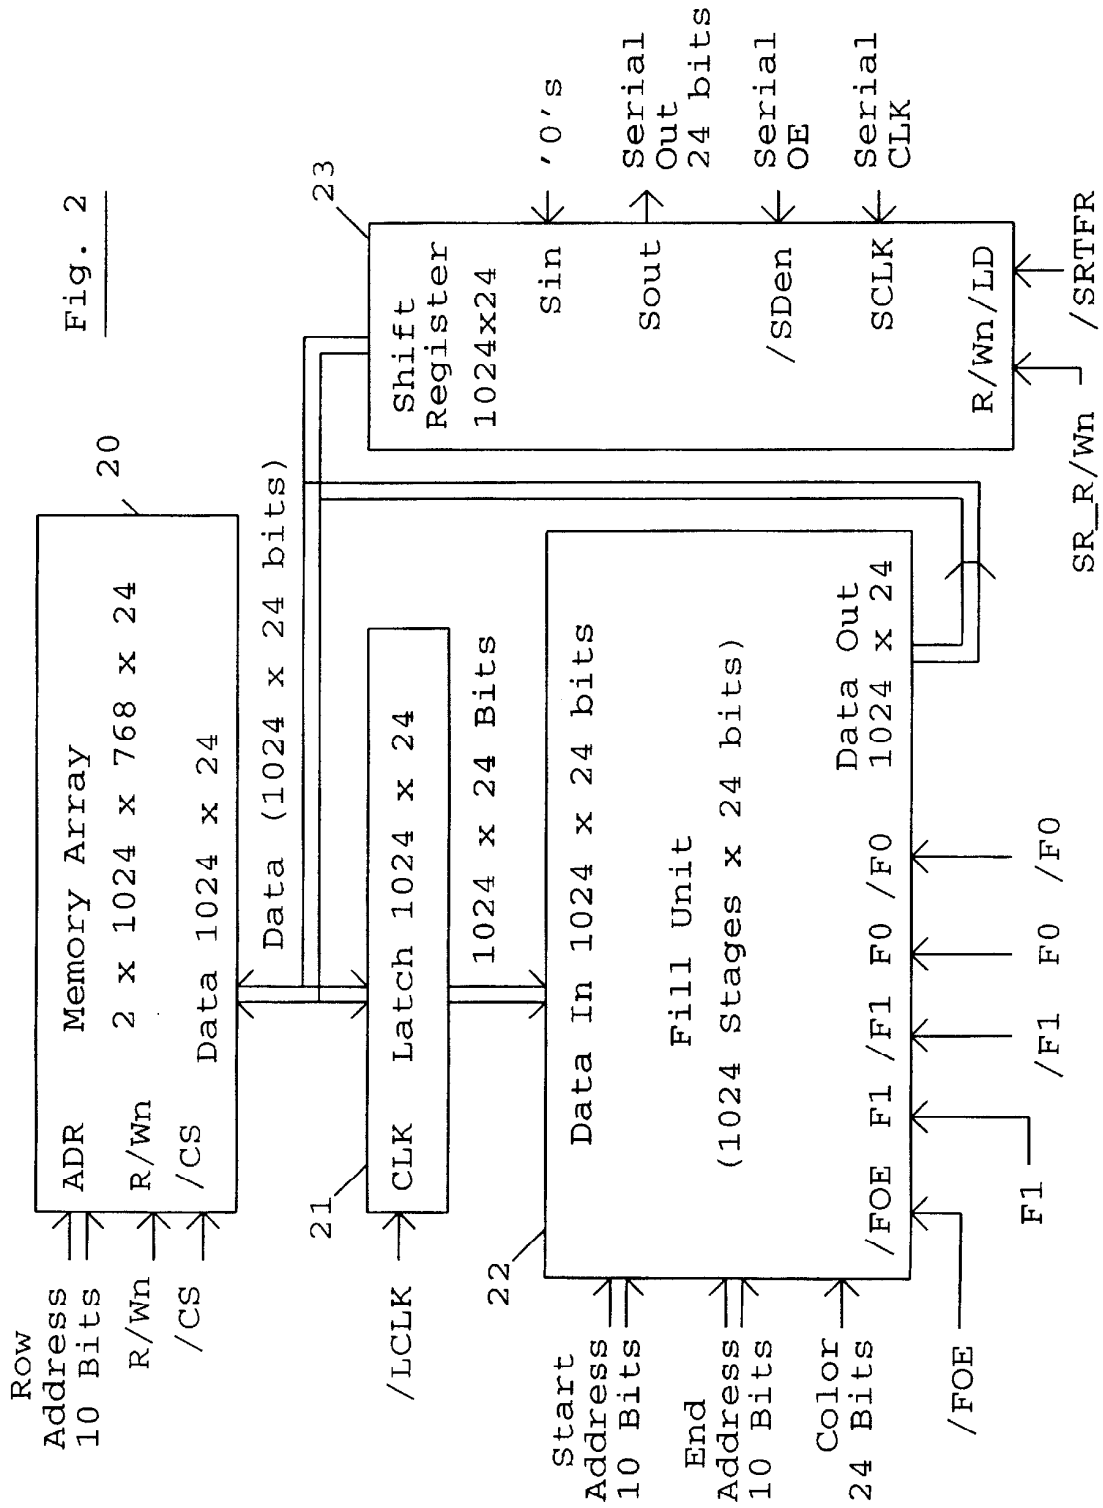 Fig. 2
Row
Address
10 Bits
R/Wn
/CS
ADR
Memory Array
2 x 1024 x 768 x 24
R/Wn
/CS
Data 1024 x 24
20
Data (1024 x 24 bits)
/LCLK
21
CLK
Latch 1024 x 24
1024 x 24 Bits
22
Start
Address
10 Bits
End
Address
10 Bits
Color
24 Bits
Data In 1024 x 24 bits
Fill Unit
(1024 Stages x 24 bits)
Data Out
1024 x 24
/FOE
F1
/F1
F0
/F0
/FOE
F1
/F1
F0
/F0
23
Shift
Register
1024x24
Sin
Sout
/SDen
SCLK
R/Wn/LD
'0's
Serial
Out
24 bits
Serial
OE
Serial
CLK
SR_R/Wn
/SRTFR